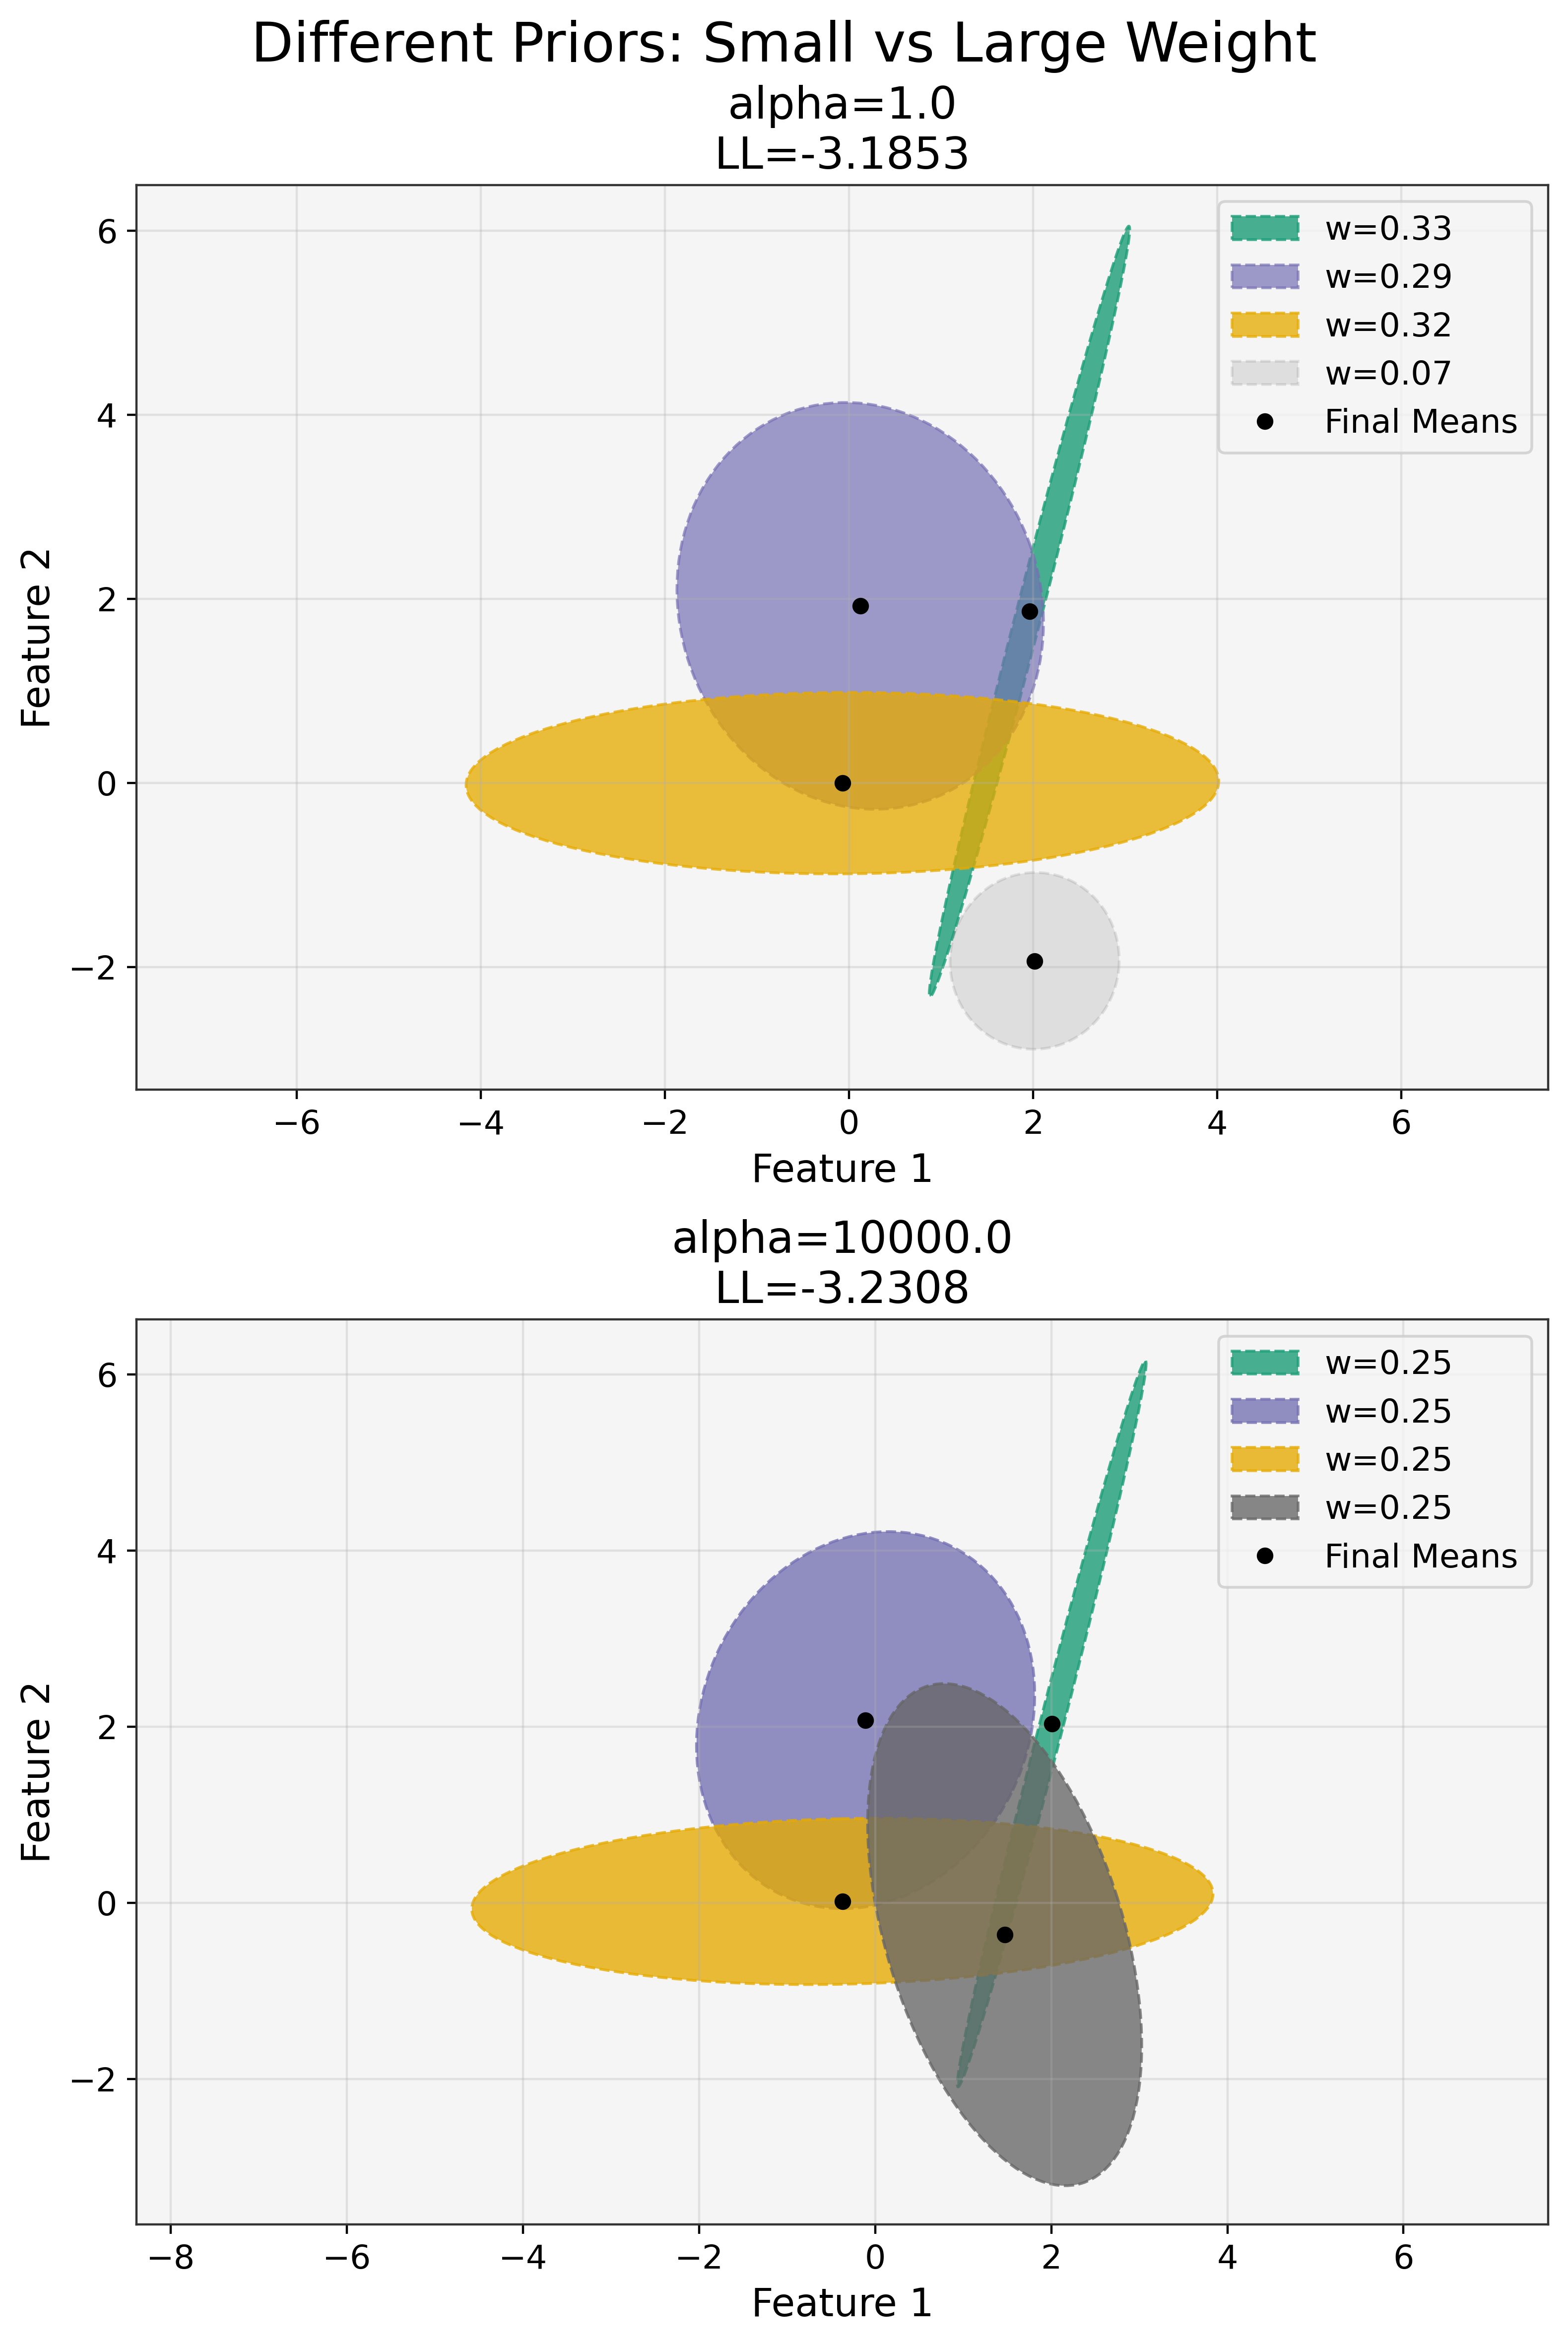 Different Priors: Small vs Large Weight
alpha=1.0
LL=-3.1853
w=0.33
w=0.29
w=0.32
w=0.07
Final Means
6
4
2
0
−2
Feature 2
−6
−4
−2
0
2
4
6
Feature 1
alpha=10000.0
LL=-3.2308
w=0.25
w=0.25
w=0.25
w=0.25
Final Means
6
4
2
0
−2
Feature 2
−8
−6
−4
−2
0
2
4
6
Feature 1